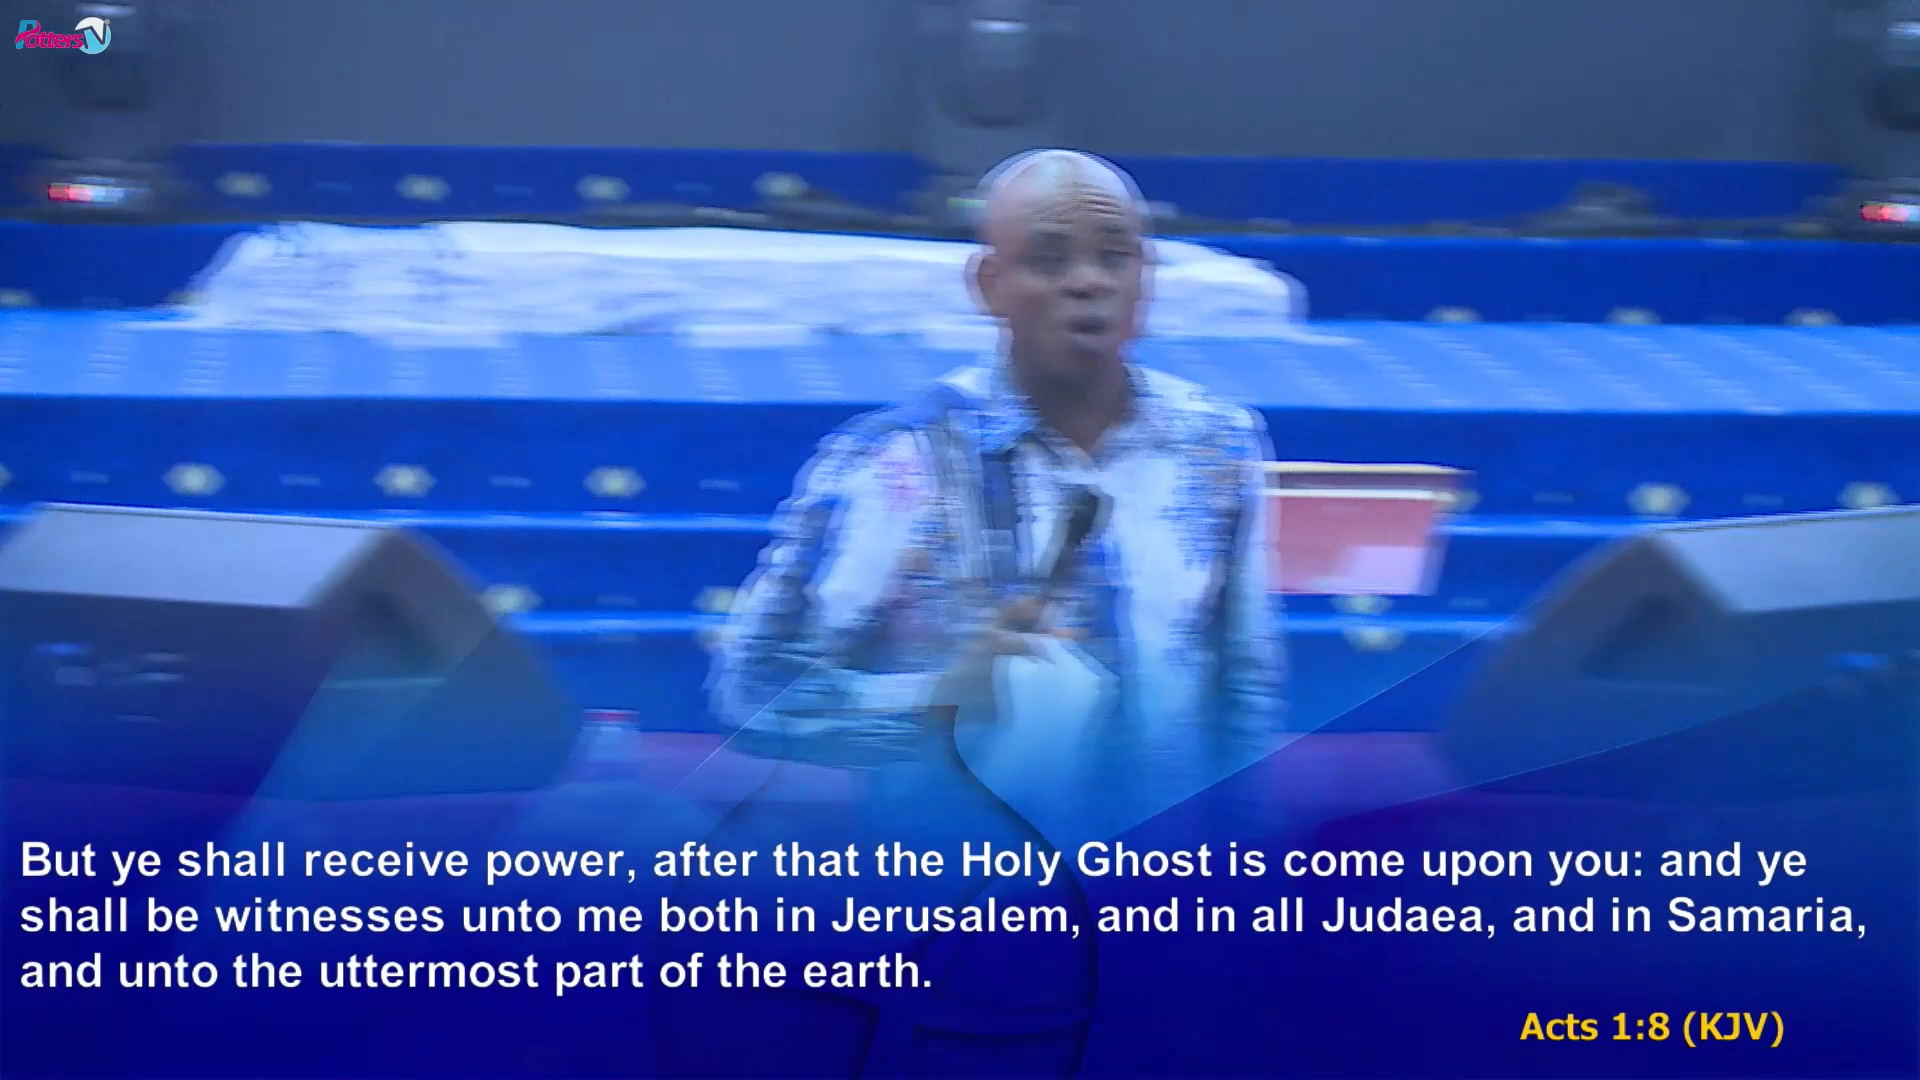 PottersTV
But ye shall receive power, after that the Holy Ghost is come upon you: and ye
shall be witnesses unto me both in Jerusalem, and in all Judaea, and in Samaria,
and unto the uttermost part of the earth.
Acts 1:8 (KJV)